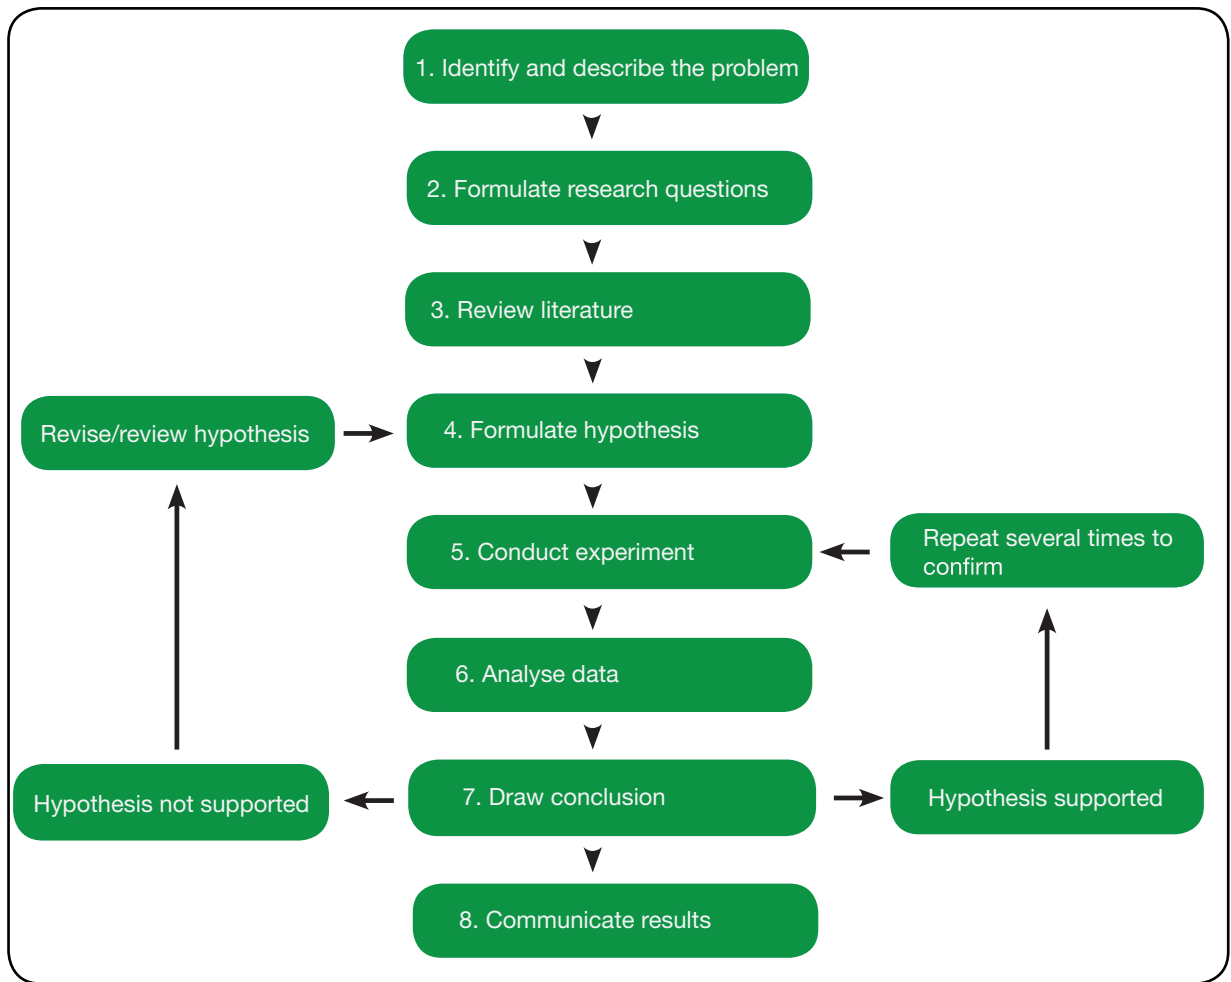 1. Identify and describe the problem
2. Formulate research questions
3. Review literature
Revise/review hypothesis
4. Formulate hypothesis
5. Conduct experiment
Repeat several times to
confirm
6. Analyse data
Hypothesis not supported
7. Draw conclusion
Hypothesis supported
8. Communicate results